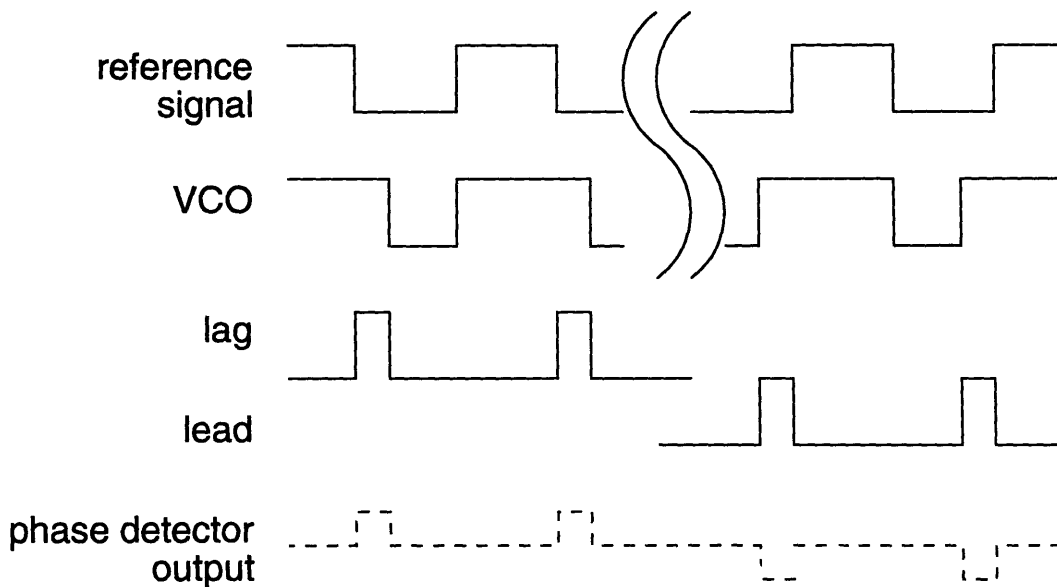 reference
signal
VCO
lag
lead
phase detector
output